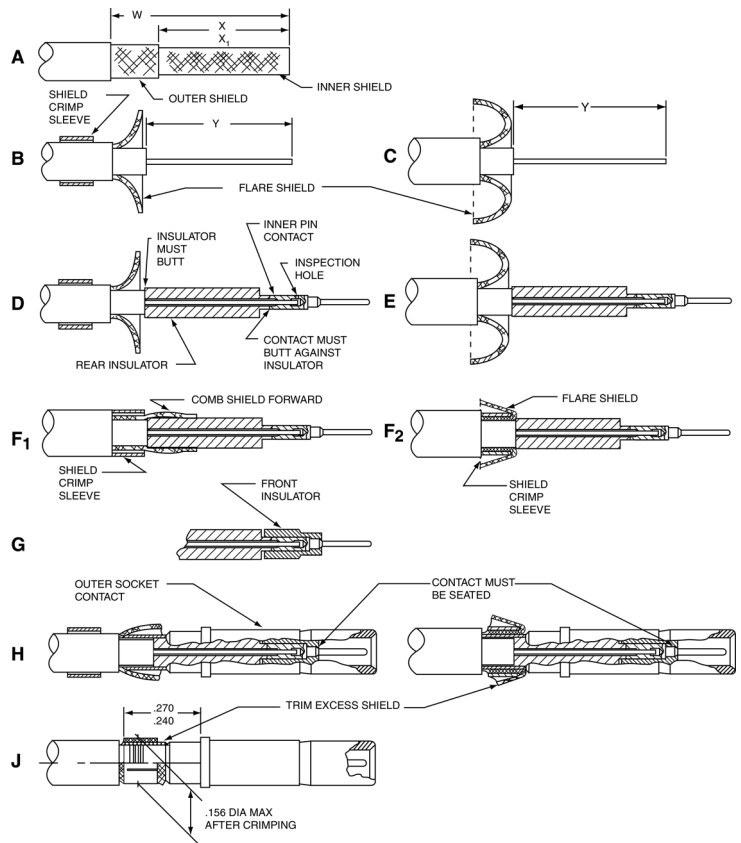 W
X
X1
A
INNER SHIELD
OUTER SHIELD
SHIELD
CRIMP
SLEEVE
Y
B
Y
C
FLARE SHIELD
INSULATOR
MUST
BUTT
INNER PIN
CONTACT
INSPECTION
HOLE
D
E
CONTACT MUST
BUTT AGAINST
INSULATOR
REAR INSULATOR
COMB SHIELD FORWARD
FLARE SHIELD
F1
F2
SHIELD
CRIMP
SLEEVE
SHIELD
CRIMP
SLEEVE
FRONT
INSULATOR
G
OUTER SOCKET
CONTACT
CONTACT MUST
BE SEATED
H
TRIM EXCESS SHIELD
.270
.240
J
.156 DIA MAX
AFTER CRIMPING